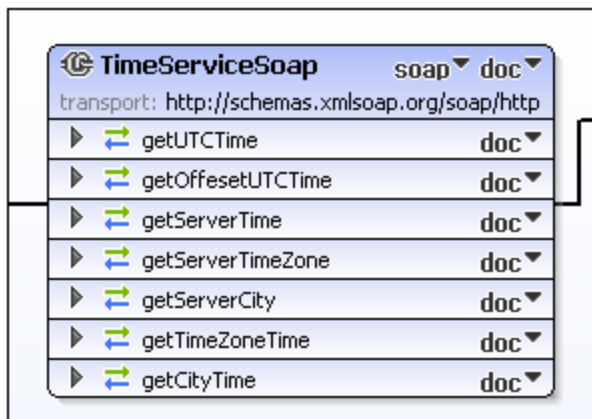 TimeServiceSoap soap doc
transport: http://schemas.xmlsoap.org/soap/http
getUTCTime doc
getOffesetUTCTime doc
getServerTime doc
getServerTimeZone doc
getServerCity doc
getTimeZoneTime doc
getCityTime doc